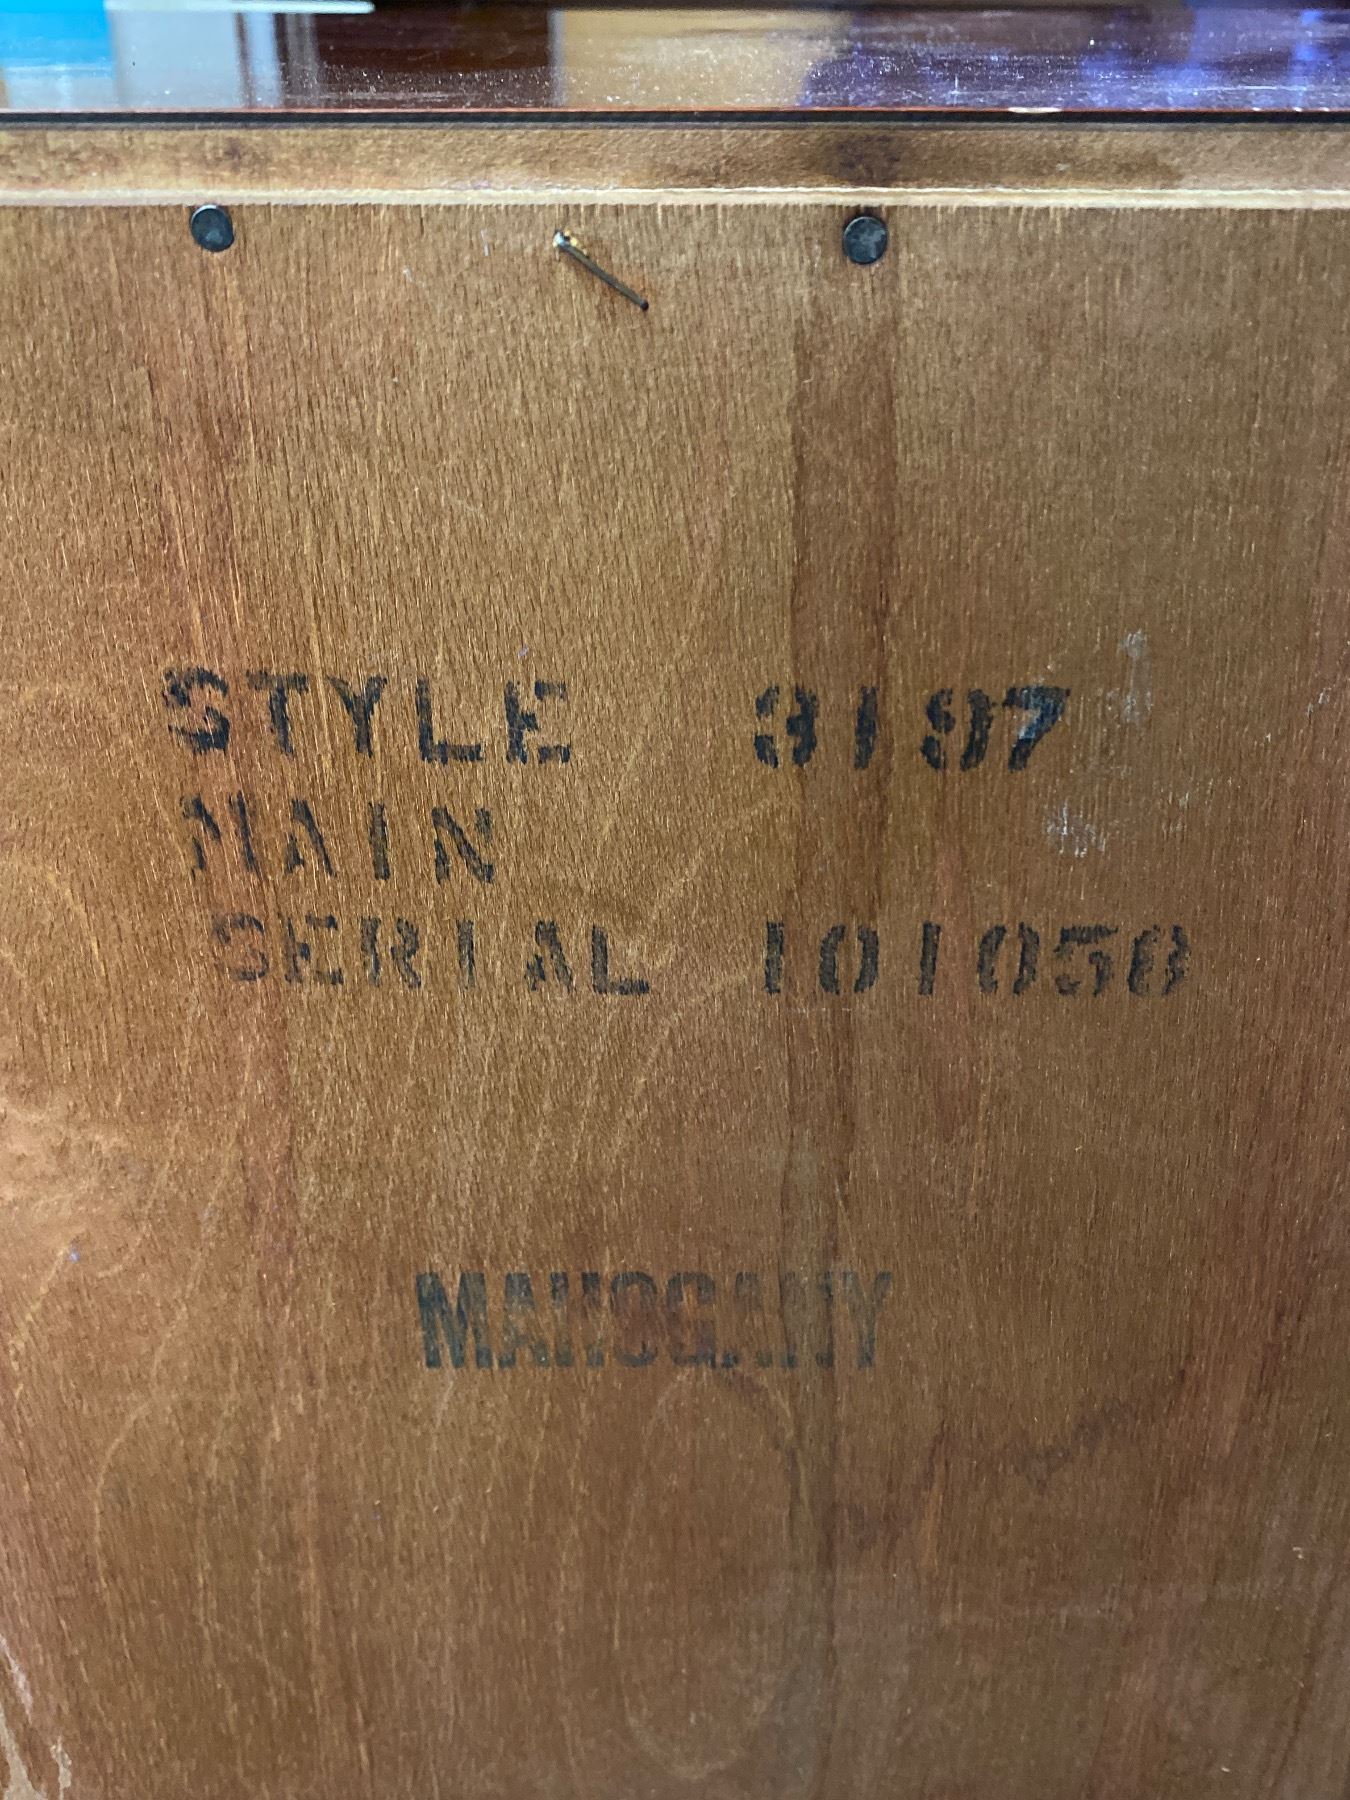 STYLE 3197
MAIN
SERIAL 101058
MAHOGANY